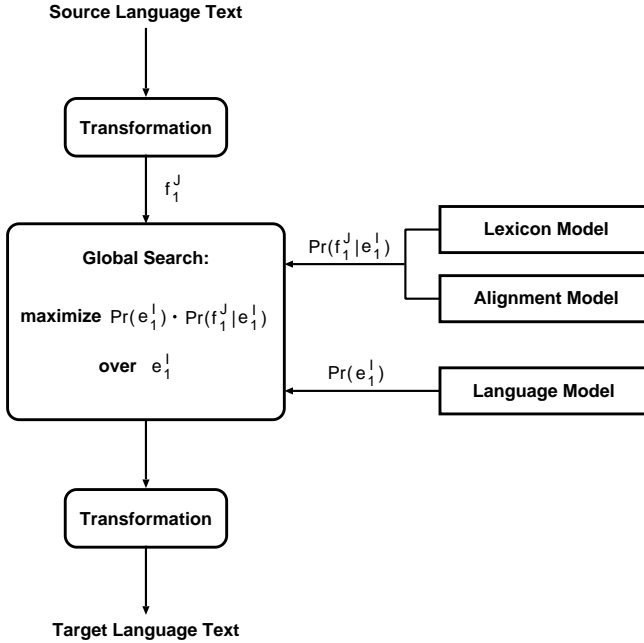 Source Language Text
Transformation
f_1^J
Global Search:
maximize Pr(e_1^I) · Pr(f_1^J|e_1^I)
over e_1^I
Pr(f_1^J|e_1^I)
Lexicon Model
Alignment Model
Pr(e_1^I)
Language Model
Transformation
Target Language Text